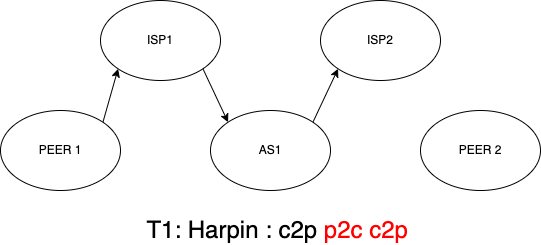 ISP1
ISP2
PEER 1
AS1
PEER 2
T1: Harpin : c2p p2c c2p